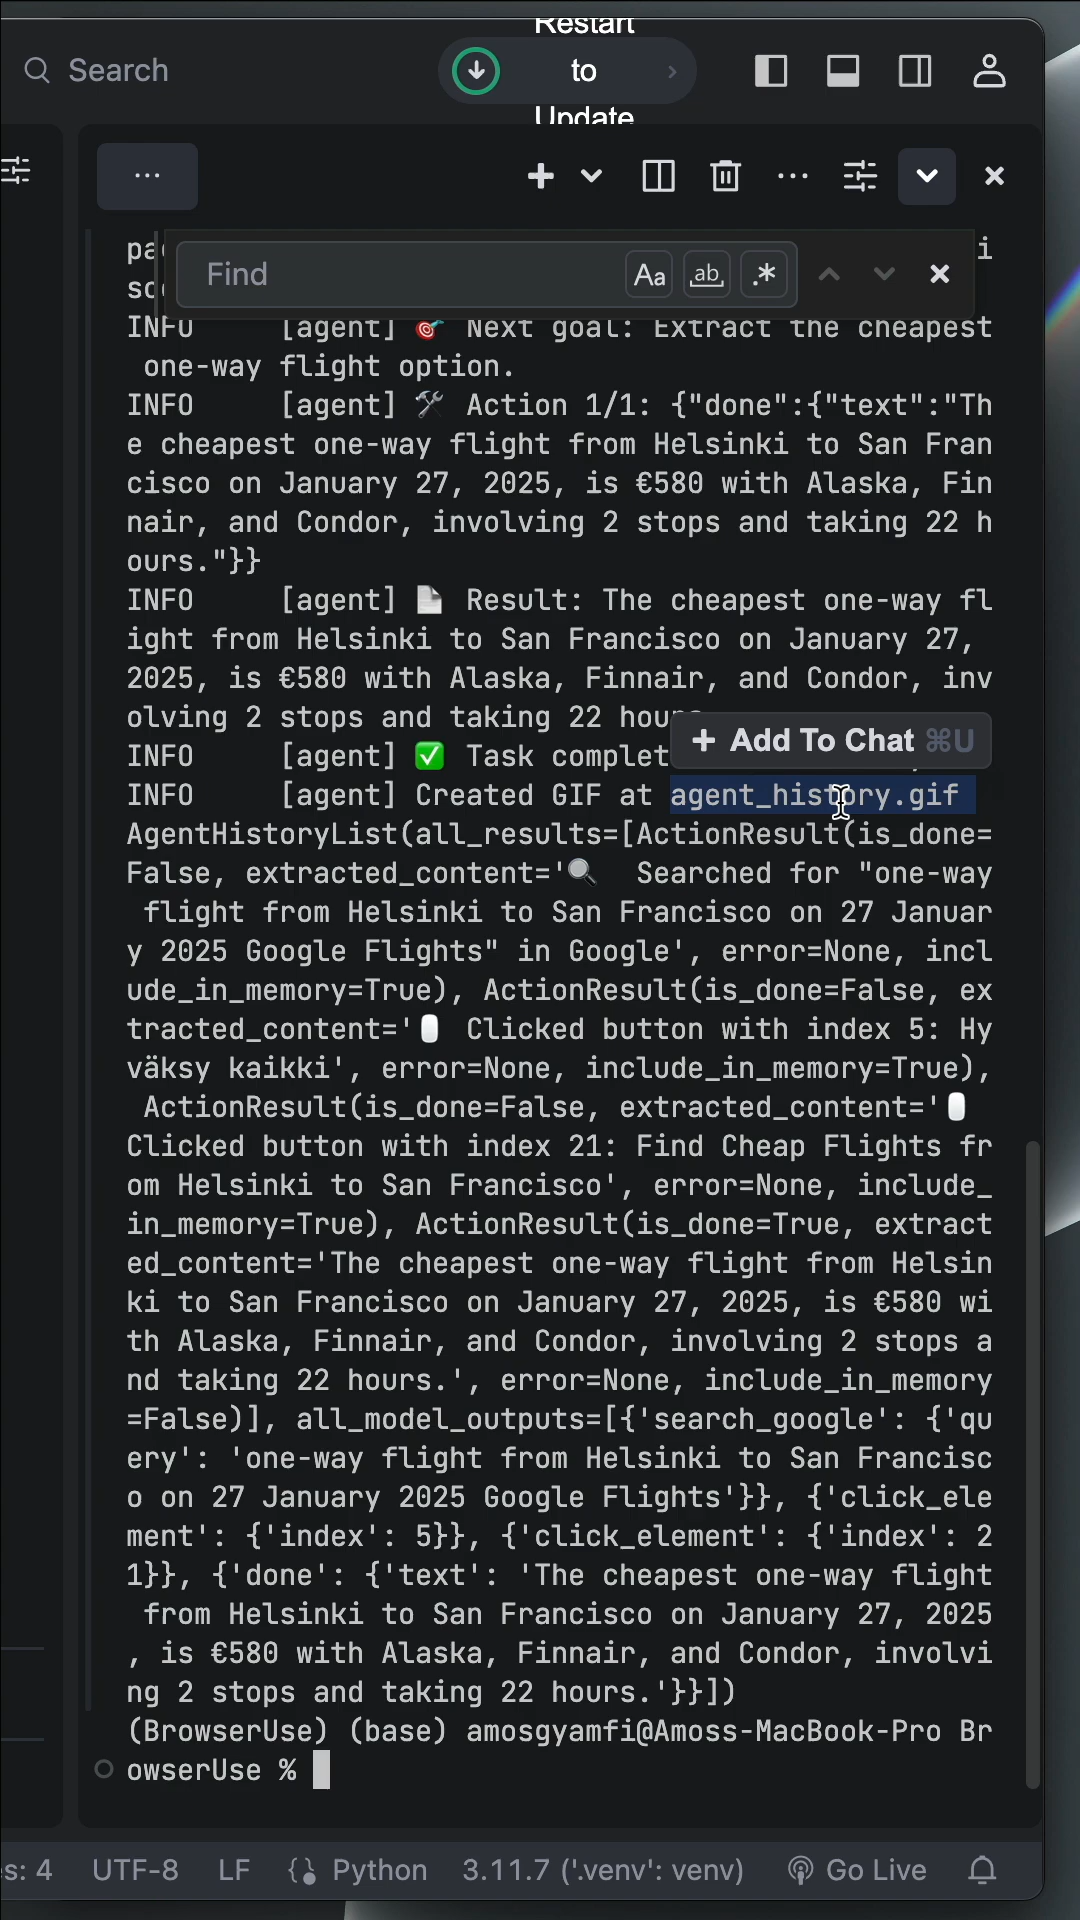 Search
Restart
to
Update
...
Find
Aa
ab
.*
pa
i
so
INFO [agent] 🎯 Next goal: Extract the cheapest
one-way flight option.
INFO [agent] 🛠 Action 1/1: {"done":{"text":"Th
e cheapest one-way flight from Helsinki to San Fran
cisco on January 27, 2025, is €580 with Alaska, Fin
nair, and Condor, involving 2 stops and taking 22 h
ours."}}
INFO [agent] 📄 Result: The cheapest one-way fl
ight from Helsinki to San Francisco on January 27,
2025, is €580 with Alaska, Finnair, and Condor, inv
olving 2 stops and taking 22 hours
+ Add To Chat ⌘U
INFO [agent] ✅ Task complet
INFO [agent] Created GIF at agent_history.gif
AgentHistoryList(all_results=[ActionResult(is_done=
False, extracted_content='🔍 Searched for "one-way
flight from Helsinki to San Francisco on 27 Januar
y 2025 Google Flights" in Google', error=None, incl
ude_in_memory=True), ActionResult(is_done=False, ex
tracted_content='🖱 Clicked button with index 5: Hy
väksy kaikki', error=None, include_in_memory=True),
ActionResult(is_done=False, extracted_content='🖱
Clicked button with index 21: Find Cheap Flights fr
om Helsinki to San Francisco', error=None, include_
in_memory=True), ActionResult(is_done=True, extract
ed_content='The cheapest one-way flight from Helsin
ki to San Francisco on January 27, 2025, is €580 wi
th Alaska, Finnair, and Condor, involving 2 stops a
nd taking 22 hours.', error=None, include_in_memory
=False)], all_model_outputs=[{'search_google': {'qu
ery': 'one-way flight from Helsinki to San Francisc
o on 27 January 2025 Google Flights'}}, {'click_ele
ment': {'index': 5}}, {'click_element': {'index': 2
1}}, {'done': {'text': 'The cheapest one-way flight
from Helsinki to San Francisco on January 27, 2025
, is €580 with Alaska, Finnair, and Condor, involvi
ng 2 stops and taking 22 hours.'}}])
(BrowserUse) (base) amosgyamfi@Amoss-MacBook-Pro Br
owserUse %
s: 4 UTF-8 LF {} Python 3.11.7 ('.venv': venv) Go Live